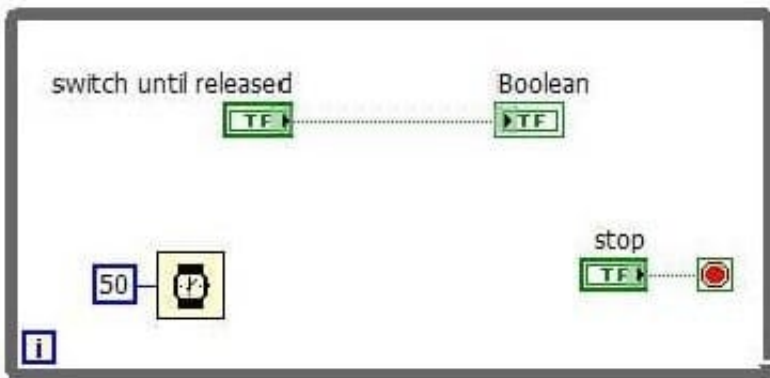 switch until released
Boolean
TF
TF
stop
50
TF
i